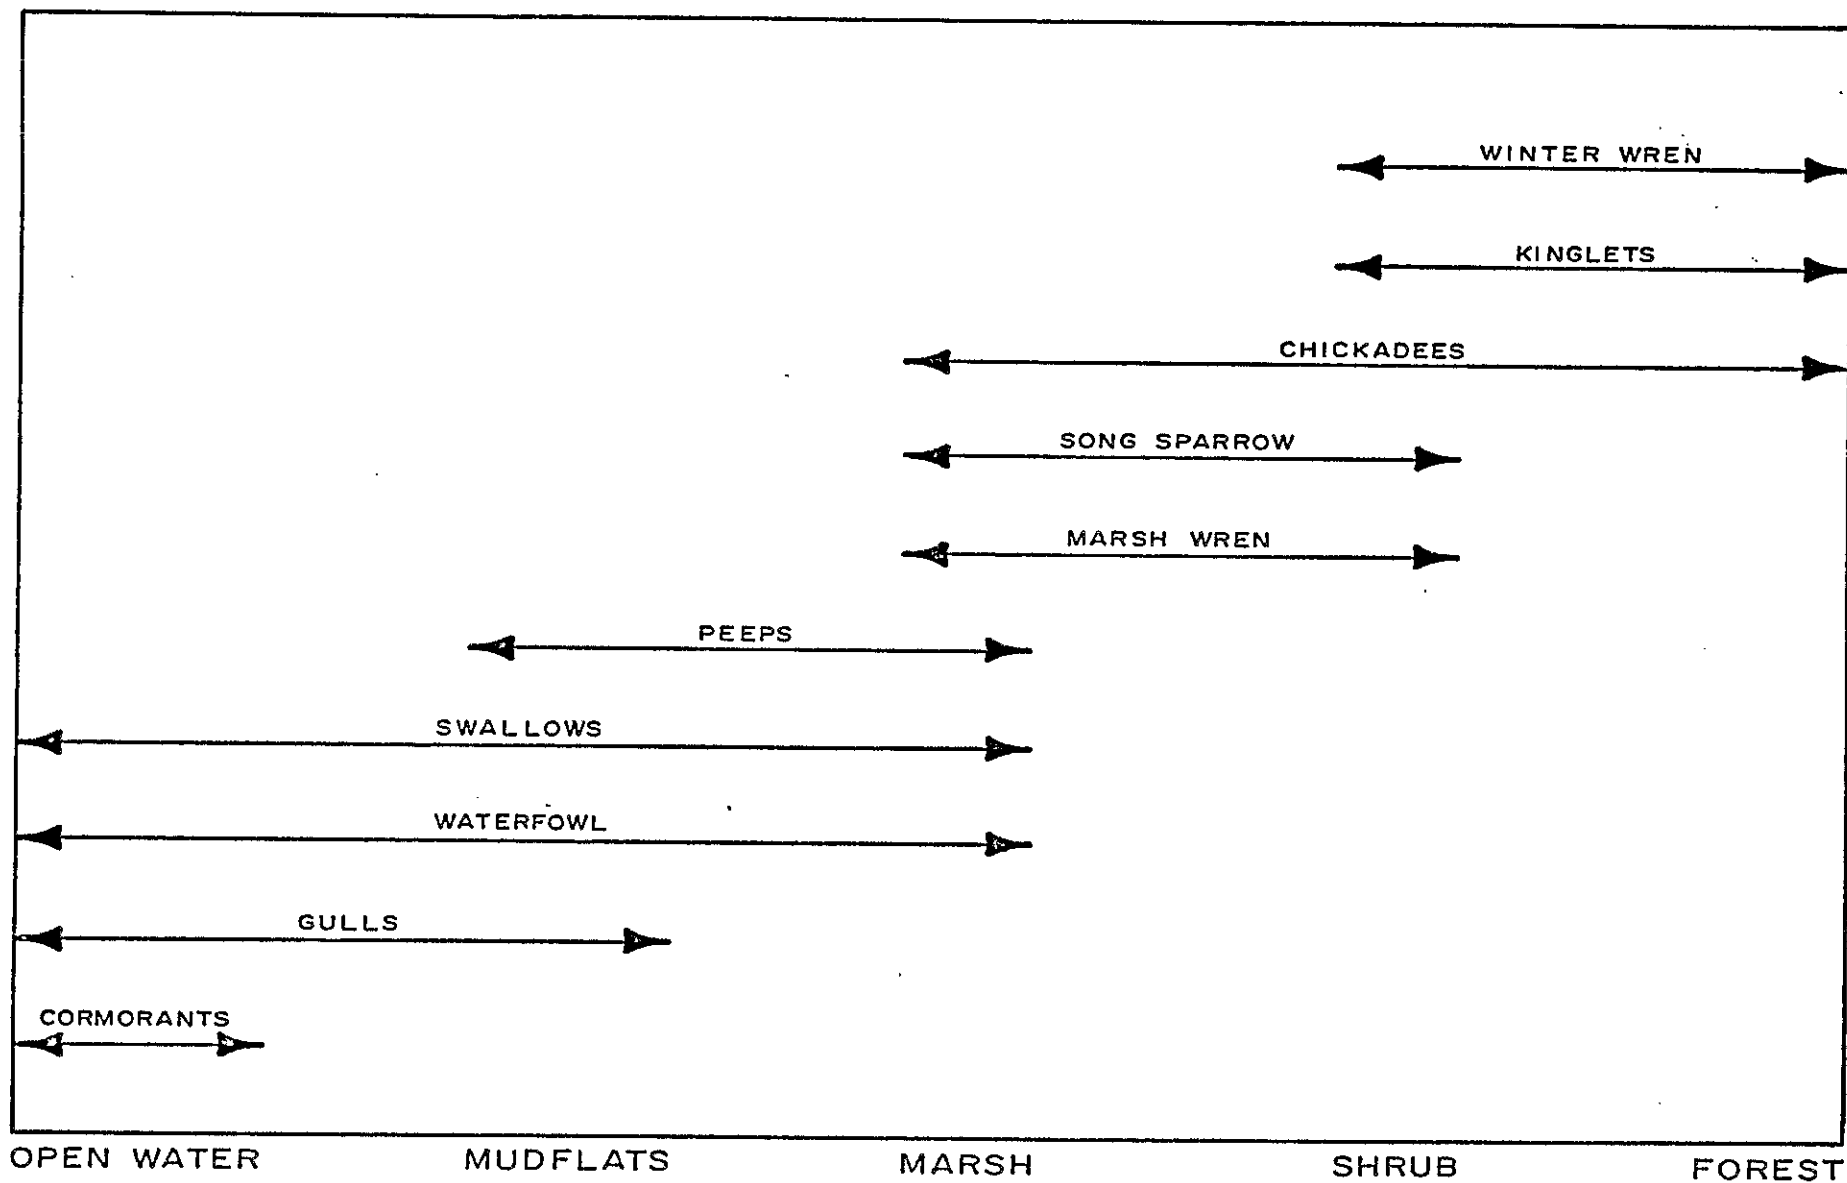 WINTER WREN
KINGLETS
CHICKADEES
SONG SPARROW
MARSH WREN
PEEPS
SWALLOWS
WATERFOWL
GULLS
CORMORANTS
OPEN WATER MUDFLATS MARSH SHRUB FOREST